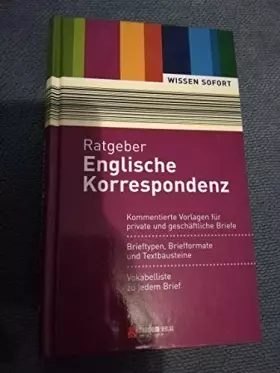 WISSEN SOFORT
Ratgeber
Englische
Korrespondenz
Kommentierte Vorlagen für
private und geschäftliche Briefe
Brieftypen, Briefformate
und Textbausteine
Vokabelliste
zu jedem Brief